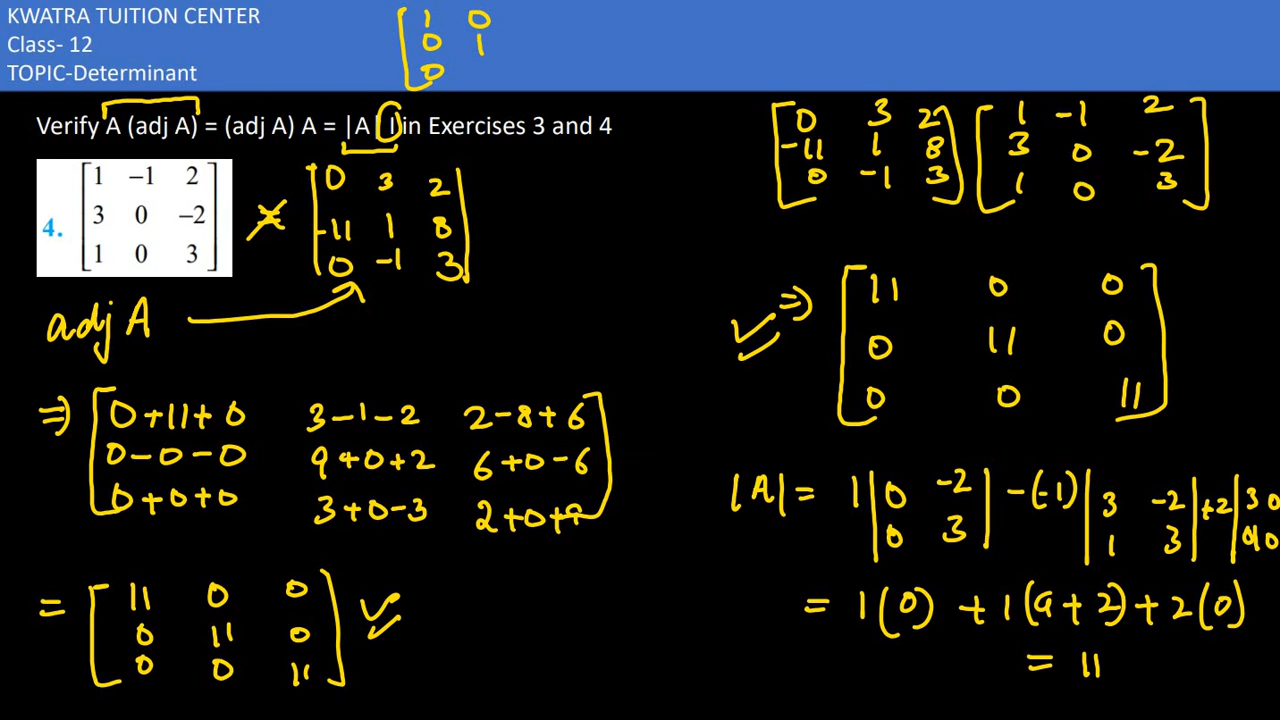 KWATRA TUITION CENTER
Class- 12
TOPIC-Determinant
1 0
0 1
0
Verify A (adj A) = (adj A) A = |A| I in Exercises 3 and 4
4.
1 −1 2
3 0 −2
1 0 3
×
0 3 2
-11 1 8
0 -1 3
0 3 2
-11 1 8
0 -1 3
1 -1 2
3 0 -2
1 0 3
adj A
⇒
11 0 0
0 11 0
0 0 11
⇒
0+11+0 3-1-2 2-8+6
0-0-0 9+0+2 6+0-6
0+0+0 3+0-3 2+0+9
|A| = 1 |0 -2| -(-1) |3 -2| +2 |3 0|
|0 3| |1 3|
=
11 0 0
0 11 0
0 0 11
= 1(0) + 1(9+2) + 2(0)
= 11